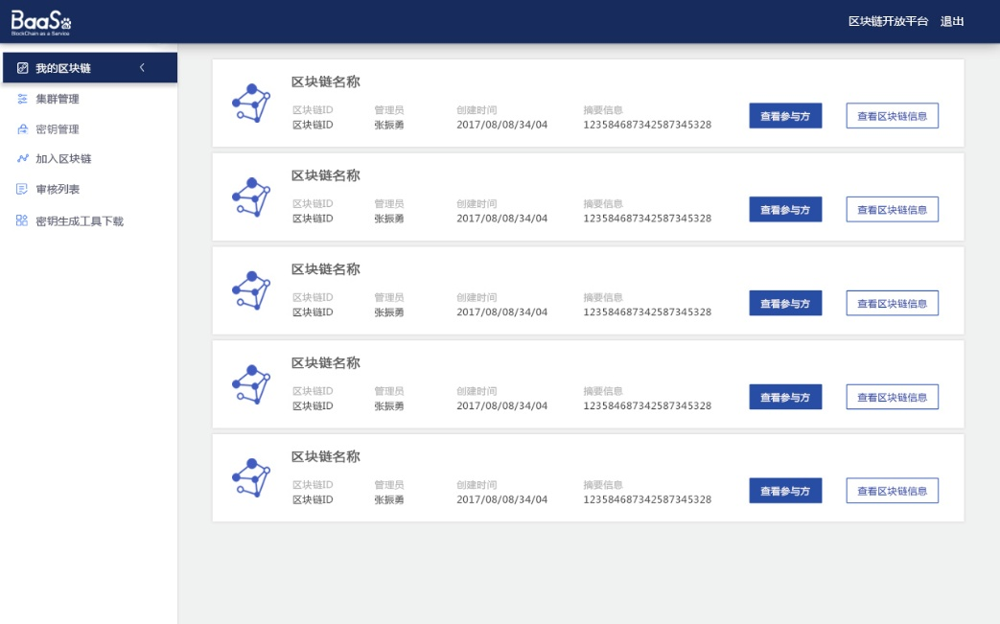 BaaS
BlockChain as a Service
区块链开放平台 退出
我的区块链
集群管理
密钥管理
加入区块链
审核列表
密钥生成工具下载
区块链名称
区块链ID 管理员 创建时间 摘要信息
区块链ID 张振勇 2017/08/08/34/04 123584687342587345328
查看参与方 查看区块链信息
区块链名称
区块链ID 管理员 创建时间 摘要信息
区块链ID 张振勇 2017/08/08/34/04 123584687342587345328
查看参与方 查看区块链信息
区块链名称
区块链ID 管理员 创建时间 摘要信息
区块链ID 张振勇 2017/08/08/34/04 123584687342587345328
查看参与方 查看区块链信息
区块链名称
区块链ID 管理员 创建时间 摘要信息
区块链ID 张振勇 2017/08/08/34/04 123584687342587345328
查看参与方 查看区块链信息
区块链名称
区块链ID 管理员 创建时间 摘要信息
区块链ID 张振勇 2017/08/08/34/04 123584687342587345328
查看参与方 查看区块链信息